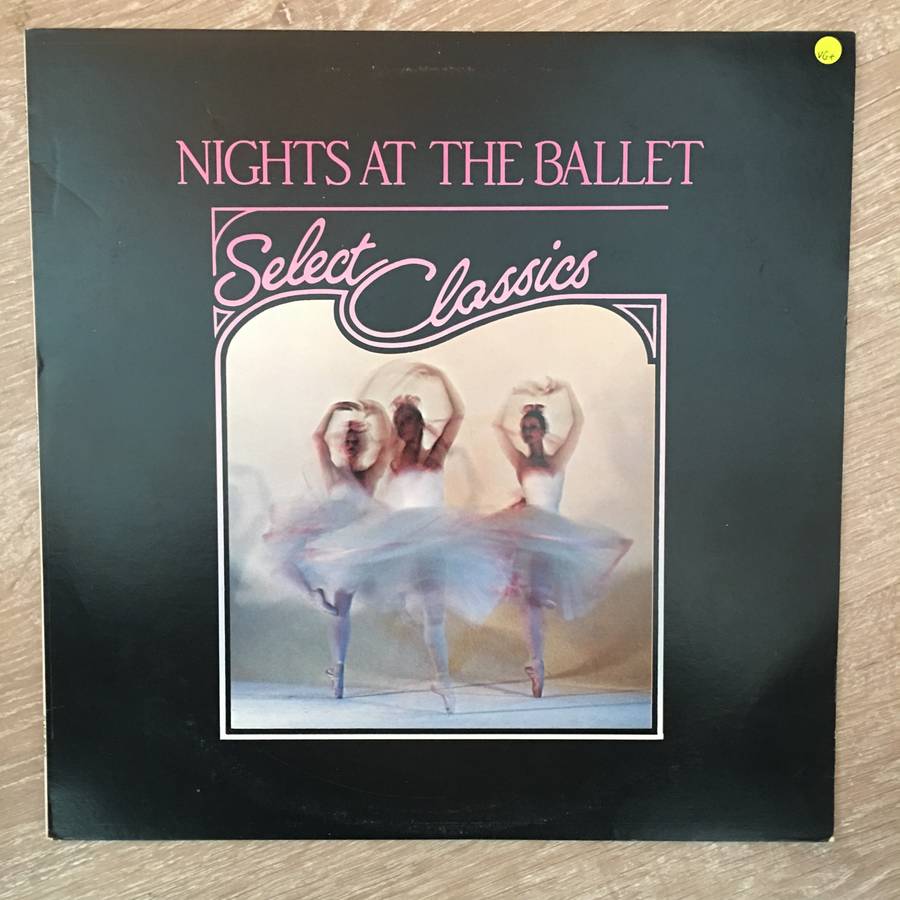 VG+
NIGHTS AT THE BALLET
Select Classics